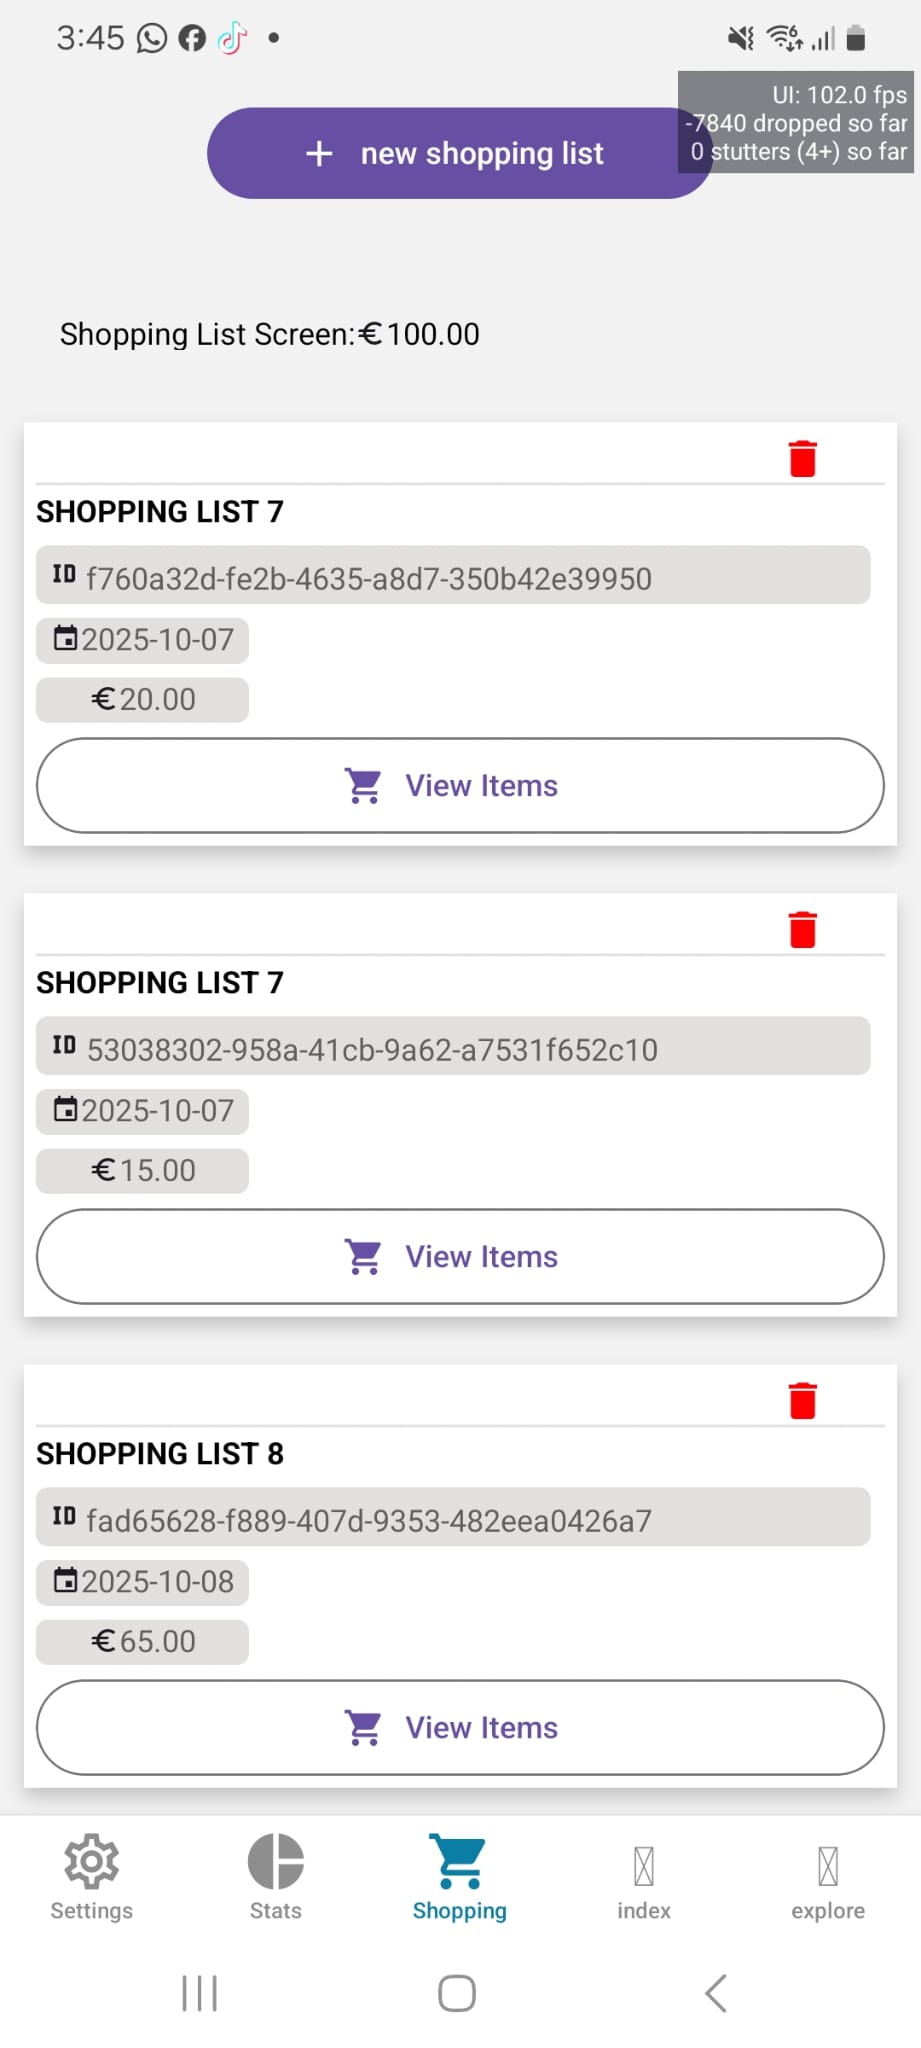 3:45
UI: 102.0 fps
-7840 dropped so far
0 stutters (4+) so far
+ new shopping list
Shopping List Screen:€100.00
SHOPPING LIST 7
ID f760a32d-fe2b-4635-a8d7-350b42e39950
2025-10-07
€20.00
View Items
SHOPPING LIST 7
ID 53038302-958a-41cb-9a62-a7531f652c10
2025-10-07
€15.00
View Items
SHOPPING LIST 8
ID fad65628-f889-407d-9353-482eea0426a7
2025-10-08
€65.00
View Items
Settings Stats Shopping index explore